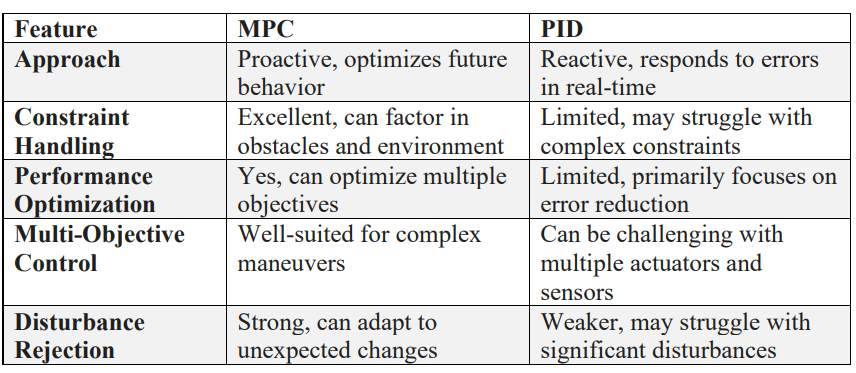 Feature MPC PID
Approach Proactive, optimizes future behavior Reactive, responds to errors in real-time
Constraint Handling Excellent, can factor in obstacles and environment Limited, may struggle with complex constraints
Performance Optimization Yes, can optimize multiple objectives Limited, primarily focuses on error reduction
Multi-Objective Control Well-suited for complex maneuvers Can be challenging with multiple actuators and sensors
Disturbance Rejection Strong, can adapt to unexpected changes Weaker, may struggle with significant disturbances